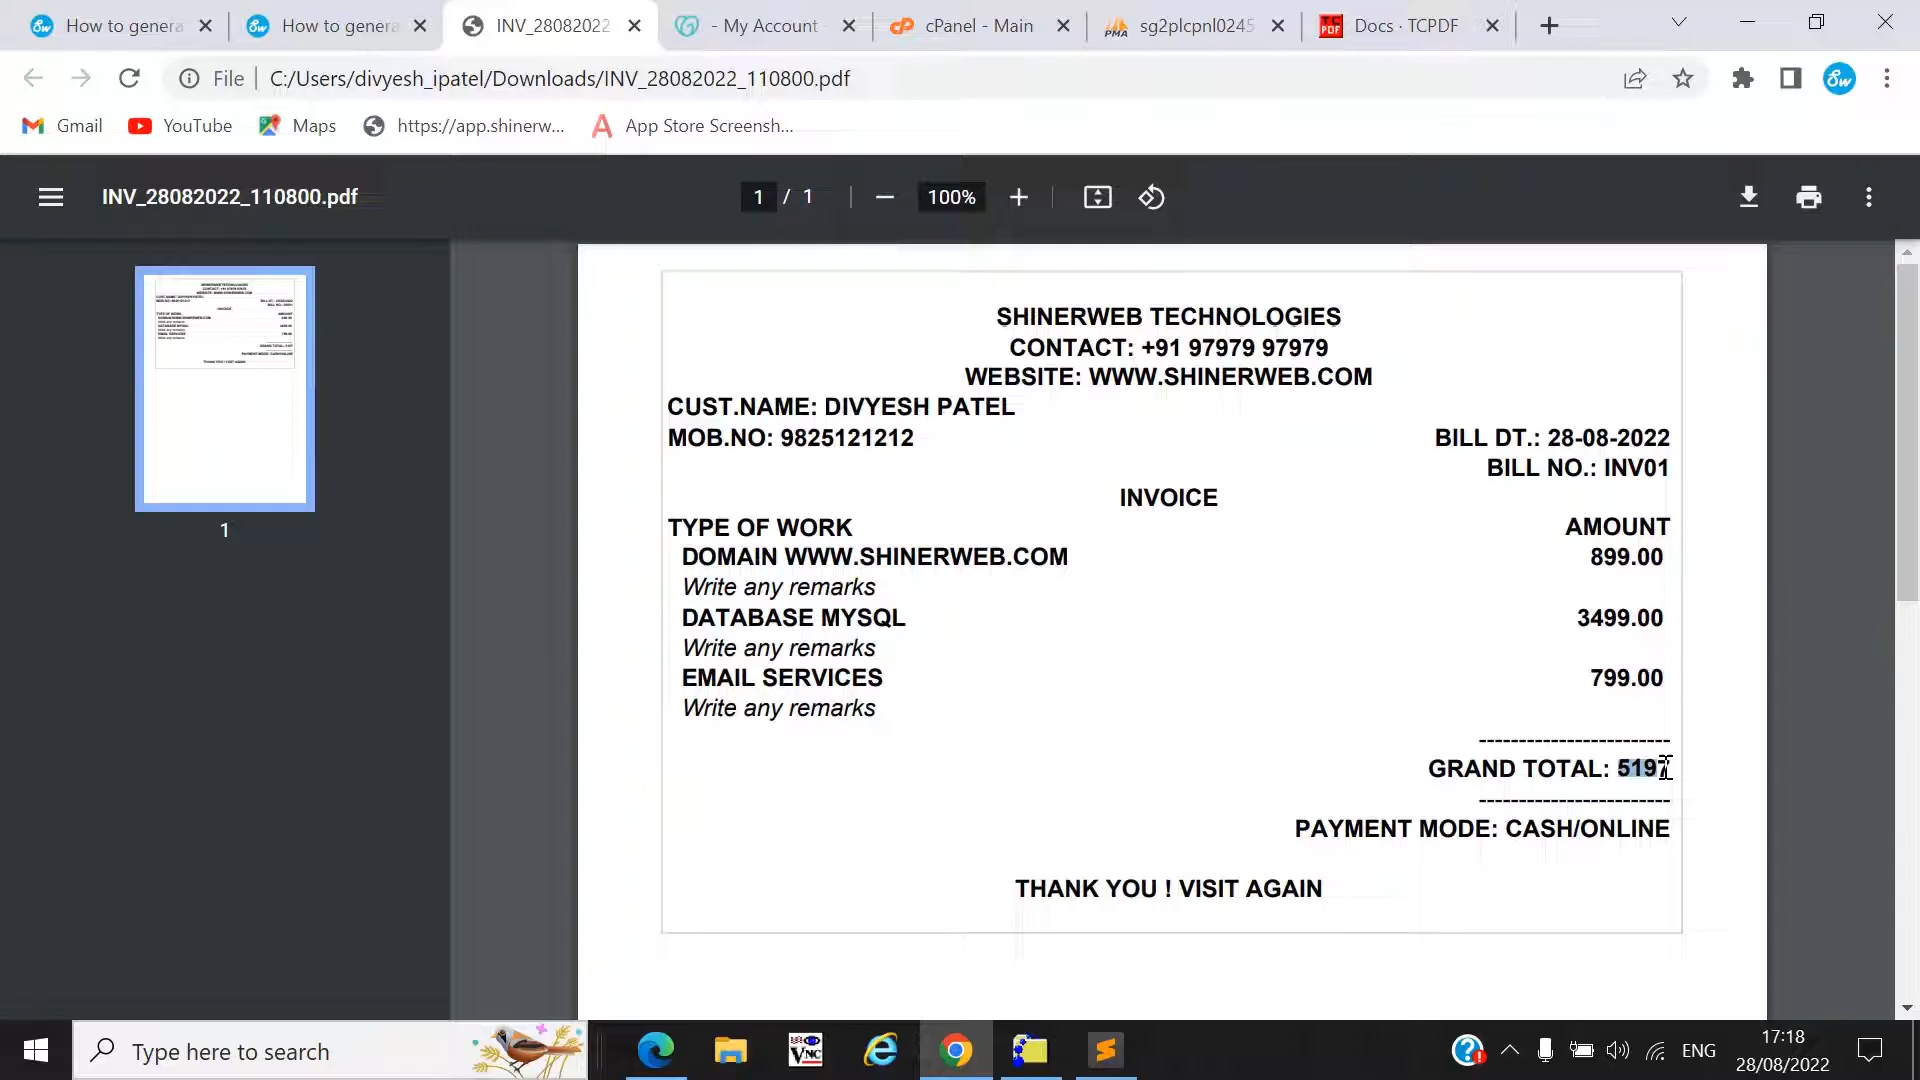 How to genera
How to genera
INV_28082022
- My Account -
cPanel - Main
sg2plcpnl0245
Docs · TCPDF
File C:/Users/divyesh_ipatel/Downloads/INV_28082022_110800.pdf
Gmail
YouTube
Maps
https://app.shinerw...
App Store Screensh...
INV_28082022_110800.pdf
1 / 1
100%
1
SHINERWEB TECHNOLOGIES
CONTACT: +91 97979 97979
WEBSITE: WWW.SHINERWEB.COM
CUST.NAME: DIVYESH PATEL
MOB.NO: 9825121212
BILL DT.: 28-08-2022
BILL NO.: INV01
INVOICE
TYPE OF WORK AMOUNT
DOMAIN WWW.SHINERWEB.COM 899.00
Write any remarks
DATABASE MYSQL 3499.00
Write any remarks
EMAIL SERVICES 799.00
Write any remarks
------------------------
GRAND TOTAL: 5197
------------------------
PAYMENT MODE: CASH/ONLINE
THANK YOU ! VISIT AGAIN
Type here to search
ENG
17:18
28/08/2022